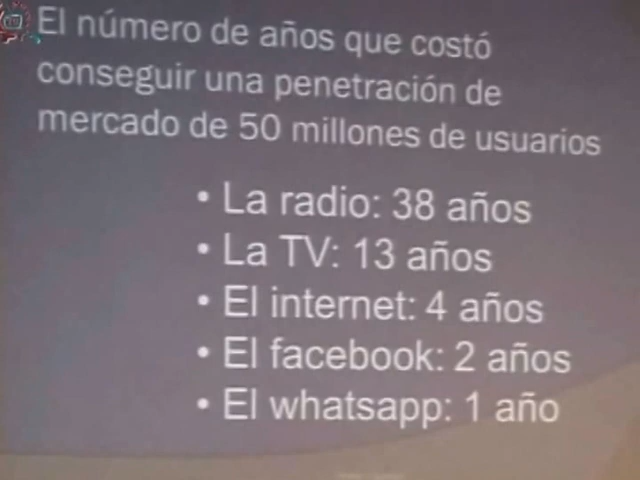 El número de años que costó
conseguir una penetración de
mercado de 50 millones de usuarios
• La radio: 38 años
• La TV: 13 años
• El internet: 4 años
• El facebook: 2 años
• El whatsapp: 1 año